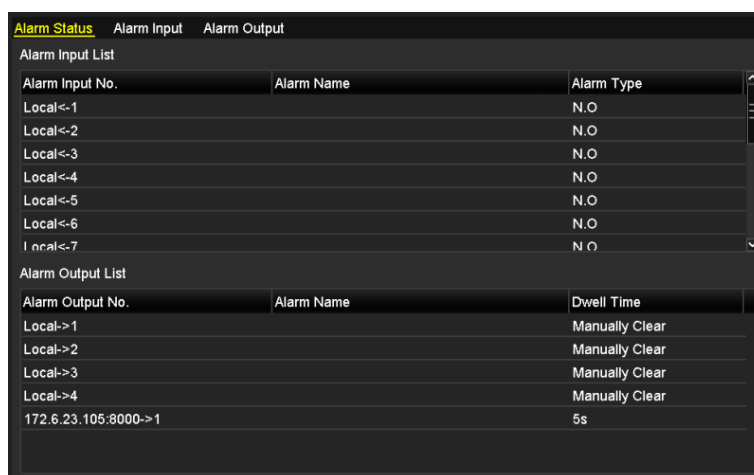 Alarm Status Alarm Input Alarm Output
Alarm Input List
Alarm Input No. Alarm Name Alarm Type
Local<-1 N.O
Local<-2 N.O
Local<-3 N.O
Local<-4 N.O
Local<-5 N.O
Local<-6 N.O
Local<-7 N.O
Alarm Output List
Alarm Output No. Alarm Name Dwell Time
Local->1 Manually Clear
Local->2 Manually Clear
Local->3 Manually Clear
Local->4 Manually Clear
172.6.23.105:8000->1 5s